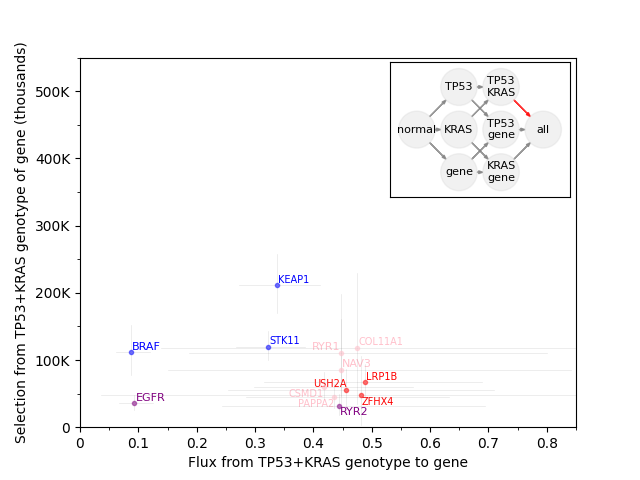 Selection from TP53+KRAS genotype of gene (thousands)
500K
400K
300K
200K
100K
0
TP53
TP53
KRAS
normal
KRAS
TP53
gene
all
gene
KRAS
gene
KEAP1
STK11
BRAF
RYR1
COL11A1
NAV3
LRP1B
USH2A
CSMD1
EGFR
PAPPA2
ZFHX4
RYR2
0 0.1 0.2 0.3 0.4 0.5 0.6 0.7 0.8
Flux from TP53+KRAS genotype to gene